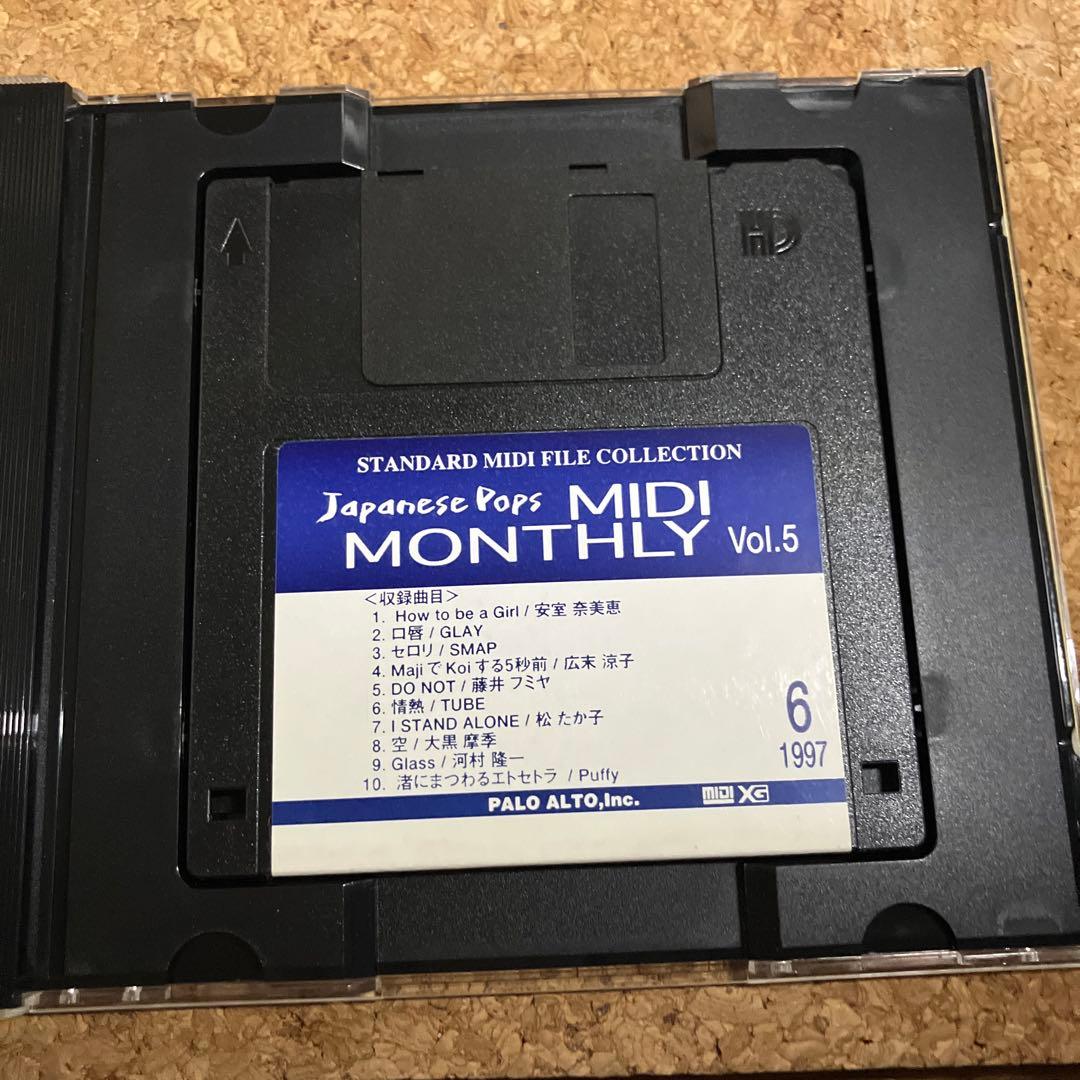 HD
STANDARD MIDI FILE COLLECTION
Japanese Pops MIDI
MONTHLY Vol.5
＜収録曲目＞
1. How to be a Girl / 安室 奈美恵
2. 口唇 / GLAY
3. セロリ / SMAP
4. MajiでKoiする5秒前 / 広末 涼子
5. DO NOT / 藤井 フミヤ
6. 情熱 / TUBE
7. I STAND ALONE / 松 たか子
8. 空 / 大黒 摩季
9. Glass / 河村 隆一
10. 渚にまつわるエトセトラ / Puffy
6
1997
PALO ALTO,Inc. MIDI XG